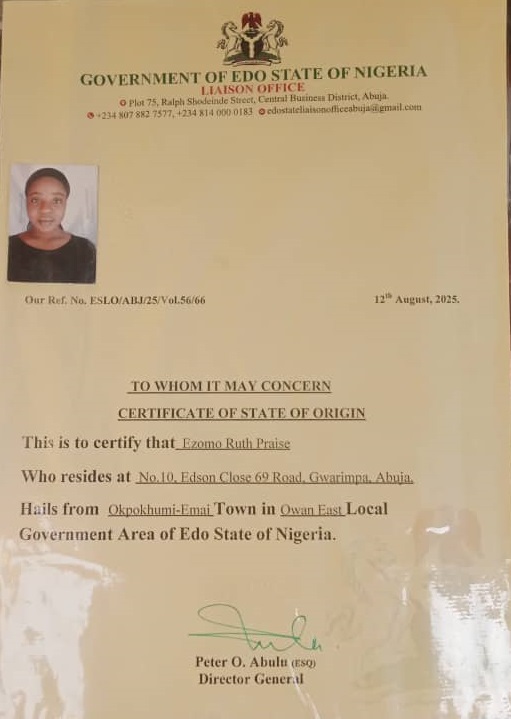 GOVERNMENT OF EDO STATE OF NIGERIA
LIAISON OFFICE
Plot 75, Ralph Shodeinde Street, Central Business District, Abuja.
+234 807 882 7577, +234 814 000 0183 edostateliaisonofficeabuja@gmail.com
Our Ref. No. ESLO/ABJ/25/Vol.56/66 12th August, 2025.
TO WHOM IT MAY CONCERN
CERTIFICATE OF STATE OF ORIGIN
This is to certify that Ezomo Ruth Praise
Who resides at No.10, Edson Close 69 Road, Gwarimpa, Abuja.
Hails from Okpokhumi-Emai Town in Owan East Local
Government Area of Edo State of Nigeria.
Peter O. Abulu (ESQ)
Director General